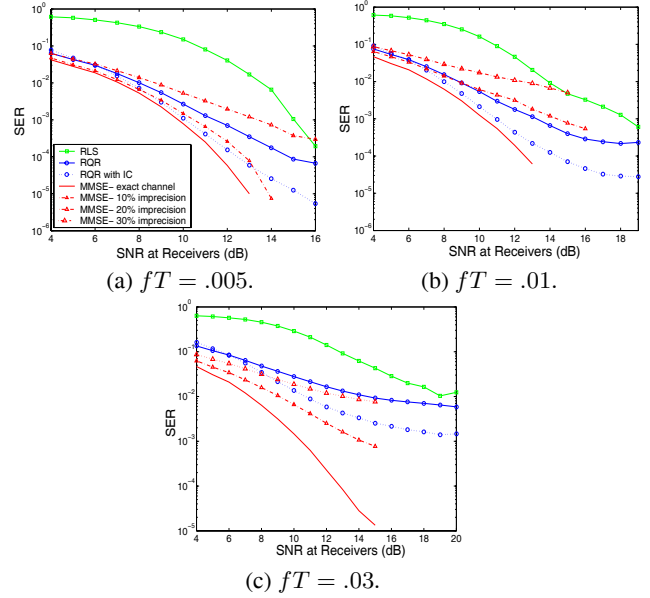 10^0
10^-1
10^-2
10^-3
10^-4
10^-5
10^-6
SER
RLS
RQR
RQR with IC
MMSE- exact channel
MMSE- 10% imprecision
MMSE- 20% imprecision
MMSE- 30% imprecision
4 6 8 10 12 14 16
SNR at Receivers (dB)
(a) fT = .005.
10^0
10^-1
10^-2
10^-3
10^-4
10^-5
10^-6
SER
4 6 8 10 12 14 16 18
SNR at Receivers (dB)
(b) fT = .01.
10^0
10^-1
10^-2
10^-3
10^-4
10^-5
SER
4 6 8 10 12 14 16 18 20
SNR at Receivers (dB)
(c) fT = .03.